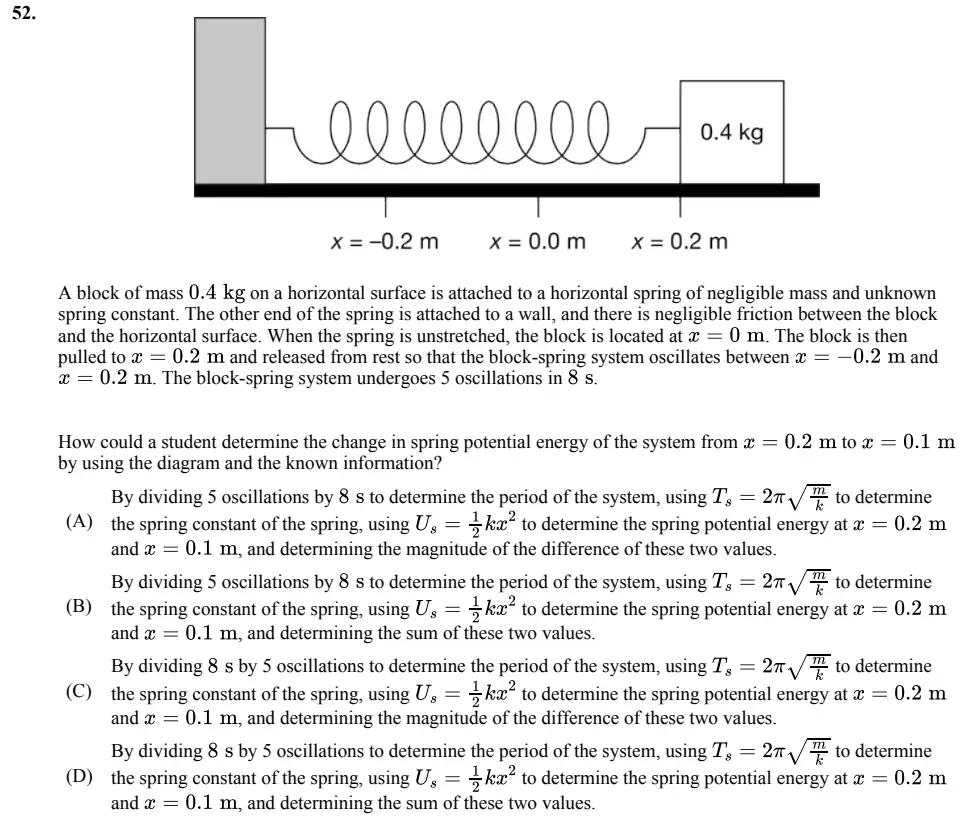 52.
0.4 kg
x = –0.2 m x = 0.0 m x = 0.2 m
A block of mass 0.4 kg on a horizontal surface is attached to a horizontal spring of negligible mass and unknown
spring constant. The other end of the spring is attached to a wall, and there is negligible friction between the block
and the horizontal surface. When the spring is unstretched, the block is located at x = 0 m. The block is then
pulled to x = 0.2 m and released from rest so that the block-spring system oscillates between x = −0.2 m and
x = 0.2 m. The block-spring system undergoes 5 oscillations in 8 s.
How could a student determine the change in spring potential energy of the system from x = 0.2 m to x = 0.1 m
by using the diagram and the known information?
By dividing 5 oscillations by 8 s to determine the period of the system, using Tₛ = 2π√(m/k) to determine
(A) the spring constant of the spring, using Uₛ = ½kx² to determine the spring potential energy at x = 0.2 m
and x = 0.1 m, and determining the magnitude of the difference of these two values.
By dividing 5 oscillations by 8 s to determine the period of the system, using Tₛ = 2π√(m/k) to determine
(B) the spring constant of the spring, using Uₛ = ½kx² to determine the spring potential energy at x = 0.2 m
and x = 0.1 m, and determining the sum of these two values.
By dividing 8 s by 5 oscillations to determine the period of the system, using Tₛ = 2π√(m/k) to determine
(C) the spring constant of the spring, using Uₛ = ½kx² to determine the spring potential energy at x = 0.2 m
and x = 0.1 m, and determining the magnitude of the difference of these two values.
By dividing 8 s by 5 oscillations to determine the period of the system, using Tₛ = 2π√(m/k) to determine
(D) the spring constant of the spring, using Uₛ = ½kx² to determine the spring potential energy at x = 0.2 m
and x = 0.1 m, and determining the sum of these two values.